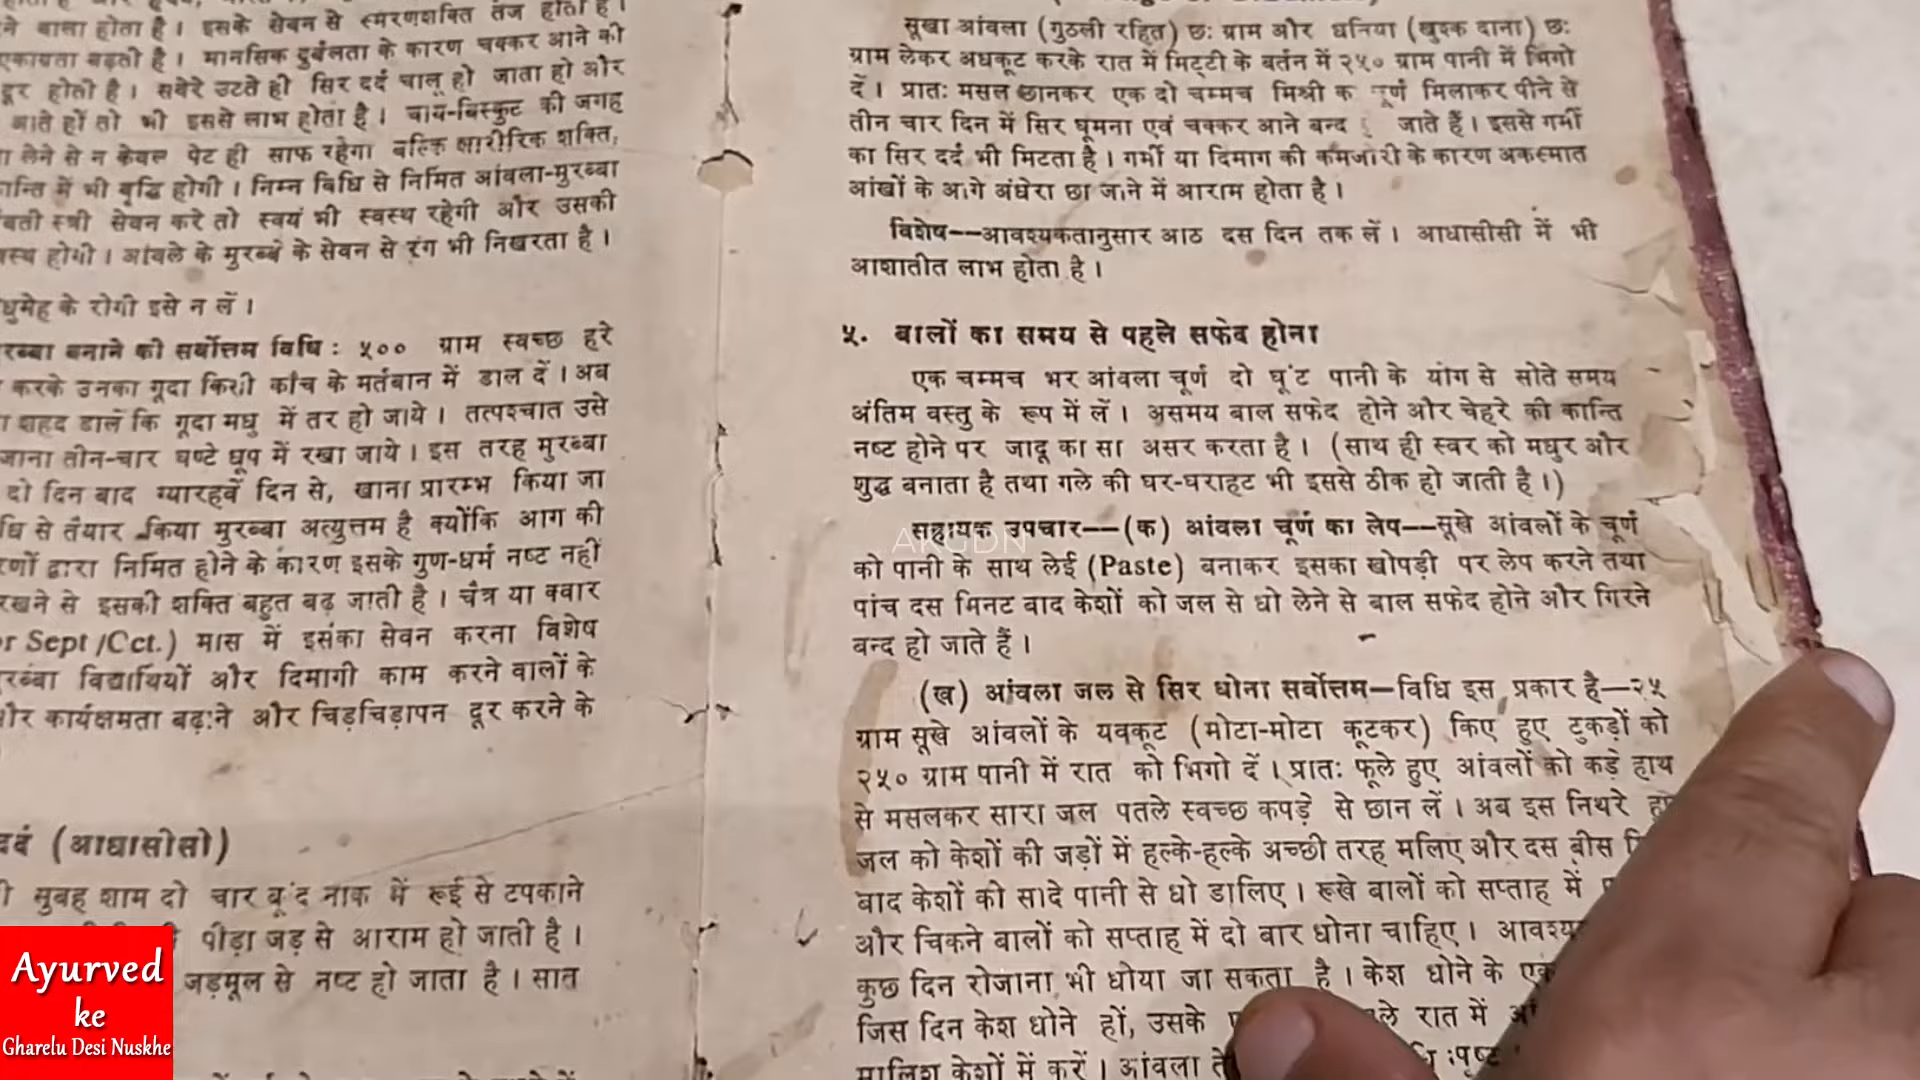 ने वाला होता है । इसके सेवन से स्मरणशक्ति तेज होती है ।
एकाग्रता बढ़ती है । मानसिक दुर्बलता के कारण चक्कर आने की
दूर होती है । सवेरे उटते ही सिर दर्द चालू हो जाता हो और
आते हों तो भी इससे लाभ होता है । चाय-बिस्कुट की जगह
लेने से न केवल पेट ही साफ रहेगा बल्कि शारीरिक शक्ति,
कान्ति में भी वृद्धि होगी । निम्न विधि से निर्मित आंवला-मुरब्बा
स्त्री सेवन करे तो स्वयं भी स्वस्थ रहेगी और उसकी
होगी । आंवले के मुरब्बे के सेवन से रंग भी निखरता है ।
के रोगी इसे न लें ।
बनाने की सर्वोत्तम विधि : ५०० ग्राम स्वच्छ हरे
करके उनका गूदा किसी काँच के मर्तबान में डाल दें । अब
शहद डालें कि गूदा मधु में तर हो जाये । तत्पश्चात उसे
तीन-चार घण्टे धूप में रखा जाये । इस तरह मुरब्बा
दो दिन बाद ग्यारहवें दिन से, खाना प्रारम्भ किया जा
से तैयार किया मुरब्बा अत्युत्तम है क्योंकि आग की
द्वारा निर्मित होने के कारण इसके गुण-धर्म नष्ट नहीं
रखने से इसकी शक्ति बहुत बढ़ जाती है । चैत्र या क्वार
Sept /Cct.) मास में इसका सेवन करना विशेष
विद्यार्थियों और दिमागी काम करने वालों के
और कार्यक्षमता बढ़ाने और चिड़चिड़ापन दूर करने के
(आधासीसी)
सुबह शाम दो चार बूंद नाक में रूई से टपकाने
पीड़ा जड़ से आराम हो जाती है ।
जड़मूल से नष्ट हो जाता है । सात
सूखा आंवला (गुठली रहित) छः ग्राम और धनिया (खुश्क दाना) छः
ग्राम लेकर अधकूट करके रात में मिट्टी के बर्तन में २५० ग्राम पानी में भिगो
दें । प्रातः मसल छानकर एक दो चम्मच मिश्री मिलाकर पीने से
तीन चार दिन में सिर घूमना एवं चक्कर आने बन्द जाते हैं । इससे गर्मी
का सिर दर्द भी मिटता है । गर्मी या दिमाग की कमजोरी के कारण अकस्मात
आंखों के आगे अंधेरा छा जाने में आराम होता है ।
विशेष—आवश्यकतानुसार आठ दस दिन तक लें । आधासीसी में भी
आशातीत लाभ होता है ।
५. बालों का समय से पहले सफेद होना
एक चम्मच भर आंवला चूर्ण दो घूंट पानी के योग से सोते समय
अंतिम वस्तु के रूप में लें । असमय बाल सफेद होने और चेहरे की कान्ति
नष्ट होने पर जादू का सा असर करता है । (साथ ही स्वर को मधुर और
शुद्ध बनाता है तथा गले की घर-घराहट भी इससे ठीक हो जाती है ।)
सहायक उपचार—(क) आंवला चूर्ण का लेप—सूखे आंवलों के चूर्ण
को पानी के साथ लेई (Paste) बनाकर इसका खोपड़ी पर लेप करने तथा
पांच दस मिनट बाद केशों को जल से धो लेने से बाल सफेद होने और गिरने
बन्द हो जाते हैं ।
(ख) आंवला जल से सिर धोना सर्वोत्तम—विधि इस प्रकार है—२५
ग्राम सूखे आंवलों के यवकूट (मोटा-मोटा कूटकर) किए हुए टुकड़ों को
२५० ग्राम पानी में रात को भिगो दें । प्रातः फूले हुए आंवलों को कड़े हाथ
से मसलकर सारा जल पतले स्वच्छ कपड़े से छान लें । अब इस निथरे
जल को केशों की जड़ों में हल्के-हल्के अच्छी तरह मलिए और दस बीस
बाद केशों को सादे पानी से धो डालिए । रूखे बालों को सप्ताह में
और चिकने बालों को सप्ताह में दो बार धोना चाहिए ।
कुछ दिन रोजाना भी धोया जा सकता है । केश धोने के
जिस दिन केश धोने हों, उसके रात में
मालिश केशों में करें । आंवला
AKGDN
Ayurved
ke
Gharelu Desi Nuskhe